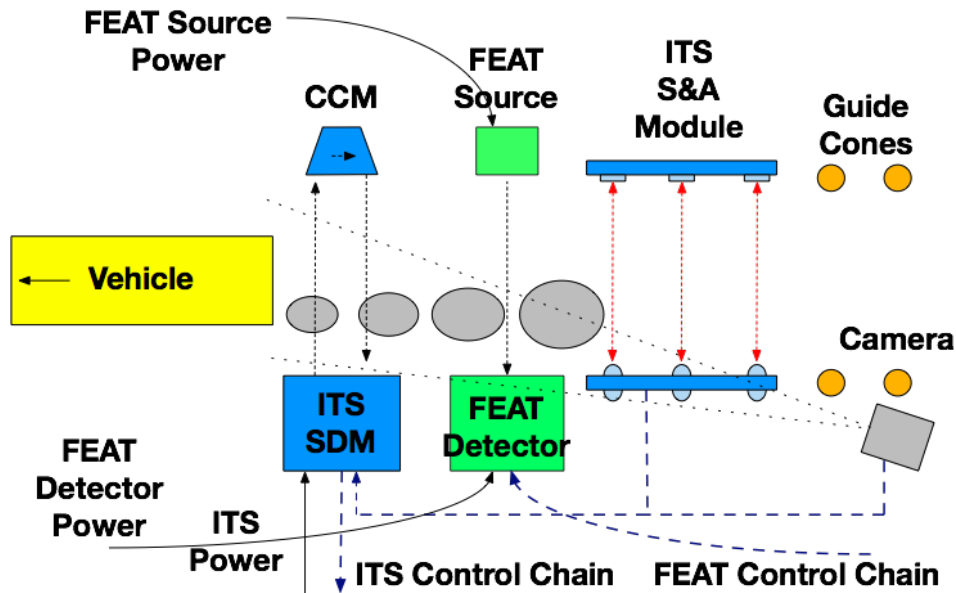 FEAT Source
Power
CCM
FEAT
Source
ITS
S&A
Module
Guide
Cones
Vehicle
Camera
ITS
SDM
FEAT
Detector
FEAT
Detector
Power
ITS
Power
ITS Control Chain
FEAT Control Chain